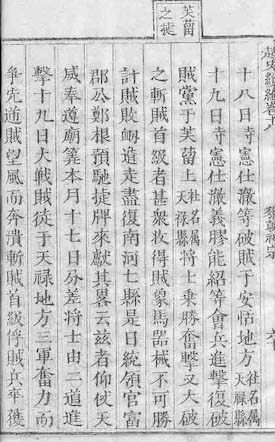 芙蒥之捷
十八日寺憲仕㵋等破賊于安恬地方社名屬天祿縣
十九日寺憲仕㵋義膠能紹等會兵進擊復破
賊黨于芙蒥上社名屬天祿縣將士乘勝奮擊又大破
之斬賊首級者甚衆收得賊象馬器械不可勝
計賊敗衂遁走盡復南河七縣是日統領官富
郡公鄭根預馳捷牌來獻其畧云玆者仰仗天
威奉遵廟筭本月十七日分差將士由二道進
擊十九日大戰賊徒于天祿地方三軍奮力而
爭先逋賊望風而奔潰斬賊首級俘賊兵卒獲